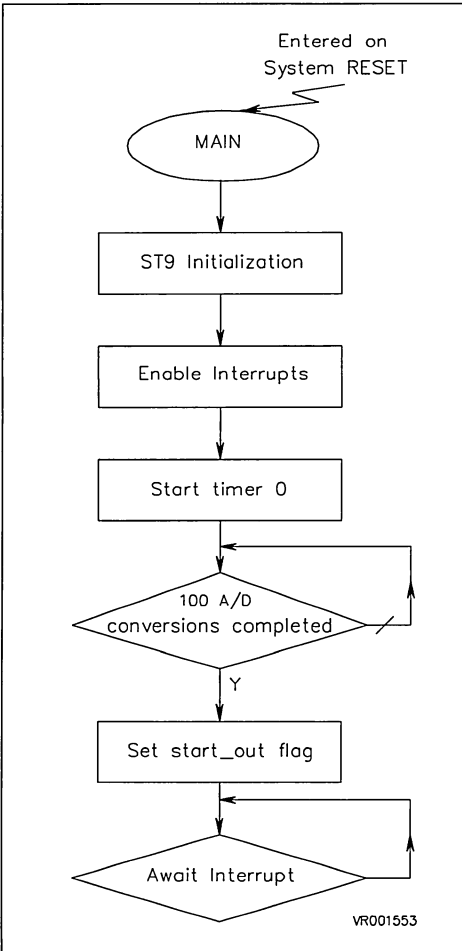 Entered on
System RESET
MAIN
ST9 Initialization
Enable Interrupts
Start timer 0
100 A/D
conversions completed
Y
Set start_out flag
Await Interrupt
VR001553